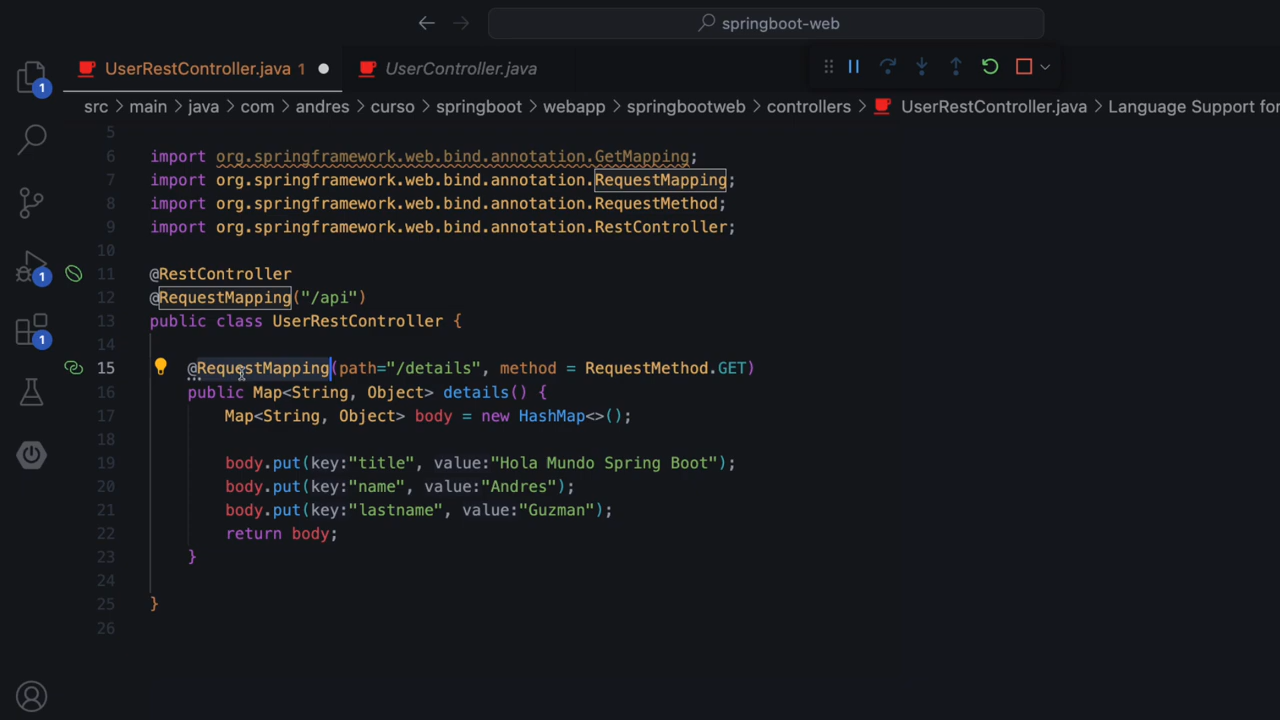 springboot-web
UserRestController.java 1
UserController.java
src > main > java > com > andres > curso > springboot > webapp > springbootweb > controllers > UserRestController.java > Language Support for
5
6 import org.springframework.web.bind.annotation.GetMapping;
7 import org.springframework.web.bind.annotation.RequestMapping;
8 import org.springframework.web.bind.annotation.RequestMethod;
9 import org.springframework.web.bind.annotation.RestController;
10
11 @RestController
12 @RequestMapping("/api")
13 public class UserRestController {
14
15 @RequestMapping(path="/details", method = RequestMethod.GET)
16 public Map<String, Object> details() {
17 Map<String, Object> body = new HashMap<>();
18
19 body.put(key:"title", value:"Hola Mundo Spring Boot");
20 body.put(key:"name", value:"Andres");
21 body.put(key:"lastname", value:"Guzman");
22 return body;
23 }
24
25 }
26
1
1
1